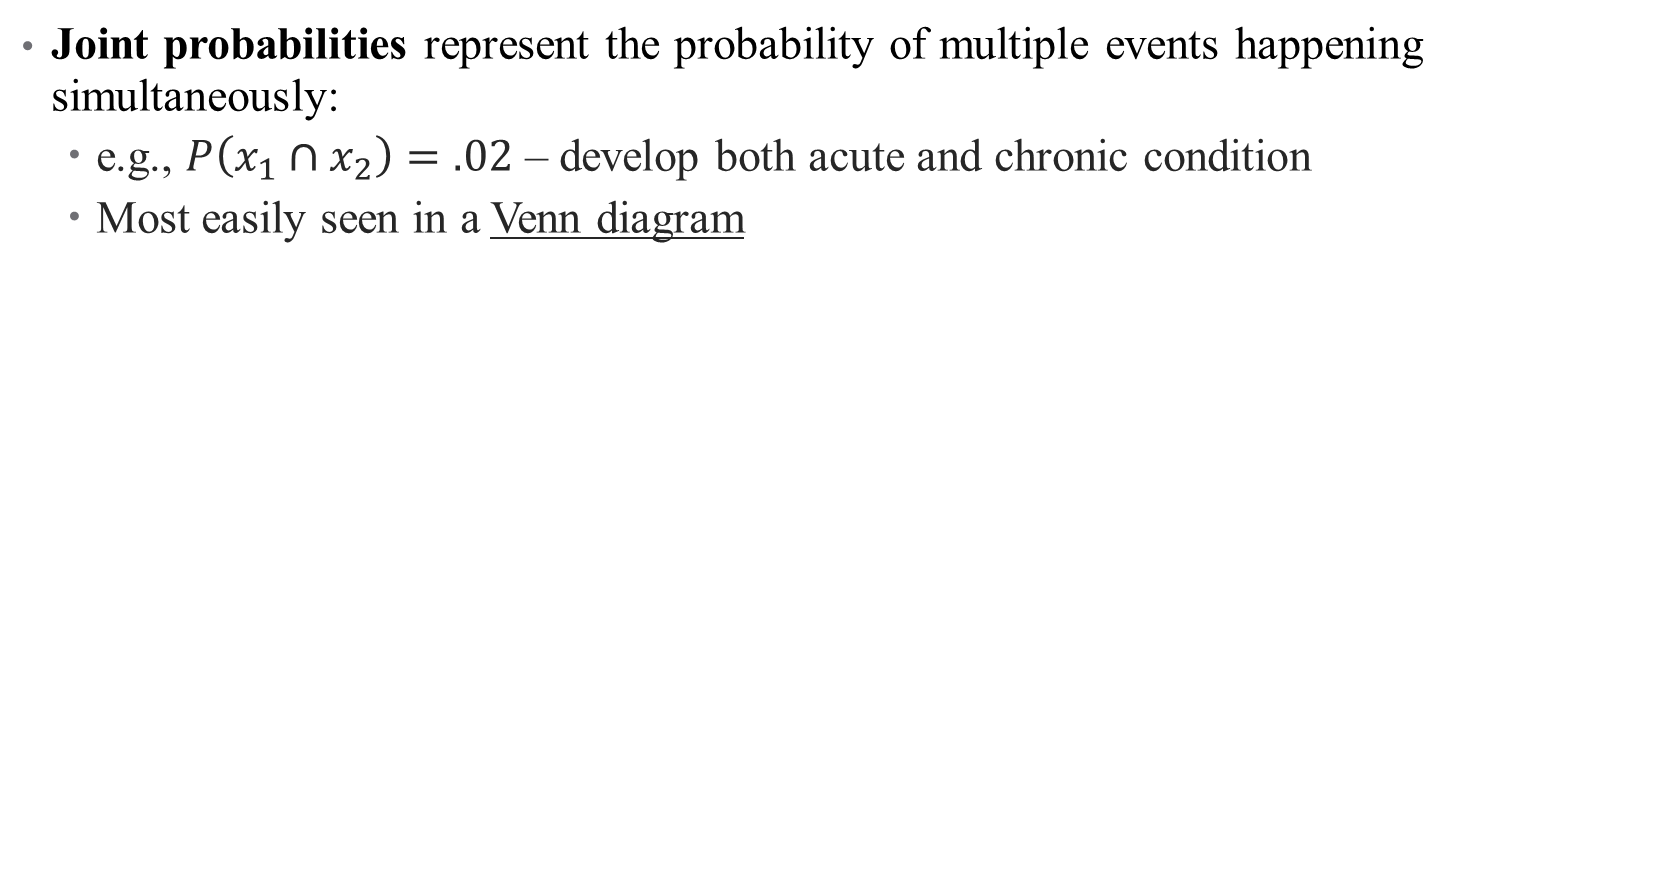 • Joint probabilities represent the probability of multiple events happening
simultaneously:
• e.g., 𝑃(𝑥₁ ∩ 𝑥₂) = .02 – develop both acute and chronic condition
• Most easily seen in a Venn diagram